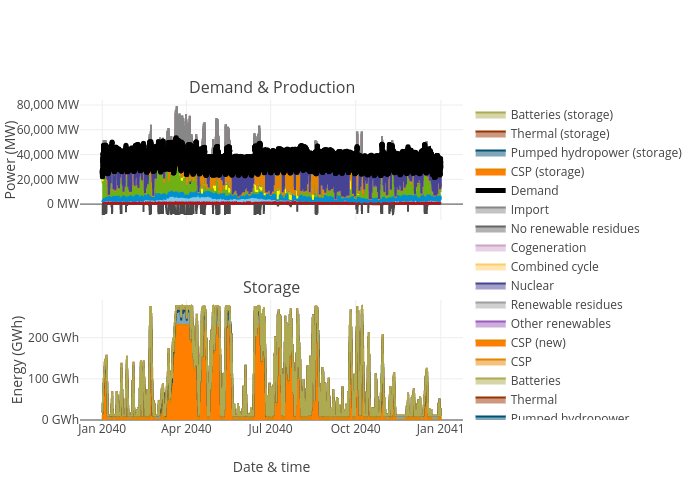 Demand & Production
80,000 MW
60,000 MW
40,000 MW
20,000 MW
0 MW
Power (MW)
Storage
200 GWh
100 GWh
0 GWh
Energy (GWh)
Jan 2040
Apr 2040
Jul 2040
Oct 2040
Jan 2041
Date & time
Batteries (storage)
Thermal (storage)
Pumped hydropower (storage)
CSP (storage)
Demand
Import
No renewable residues
Cogeneration
Combined cycle
Nuclear
Renewable residues
Other renewables
CSP (new)
CSP
Batteries
Thermal
Pumped hydropower